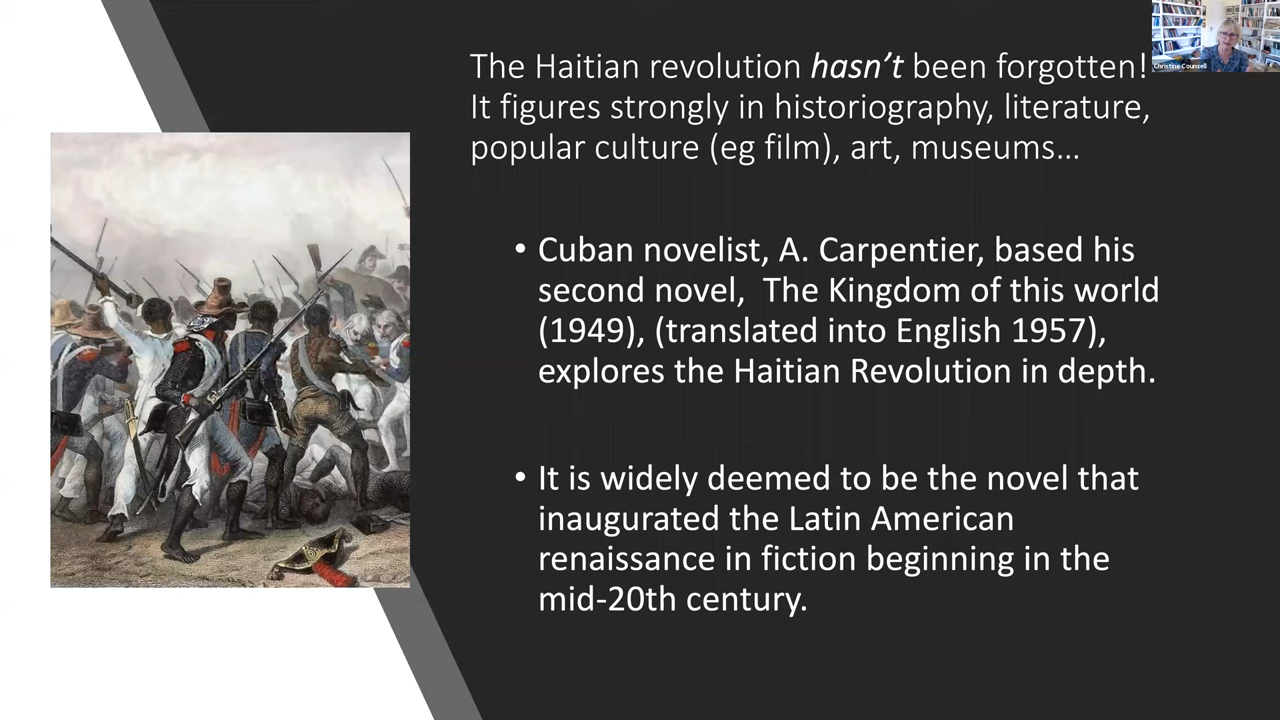 The Haitian revolution hasn't been forgotten!
It figures strongly in historiography, literature,
popular culture (eg film), art, museums…
• Cuban novelist, A. Carpentier, based his
second novel,  The Kingdom of this world
(1949), (translated into English 1957),
explores the Haitian Revolution in depth.
• It is widely deemed to be the novel that
inaugurated the Latin American
renaissance in fiction beginning in the
mid-20th century.
Christine Counsell